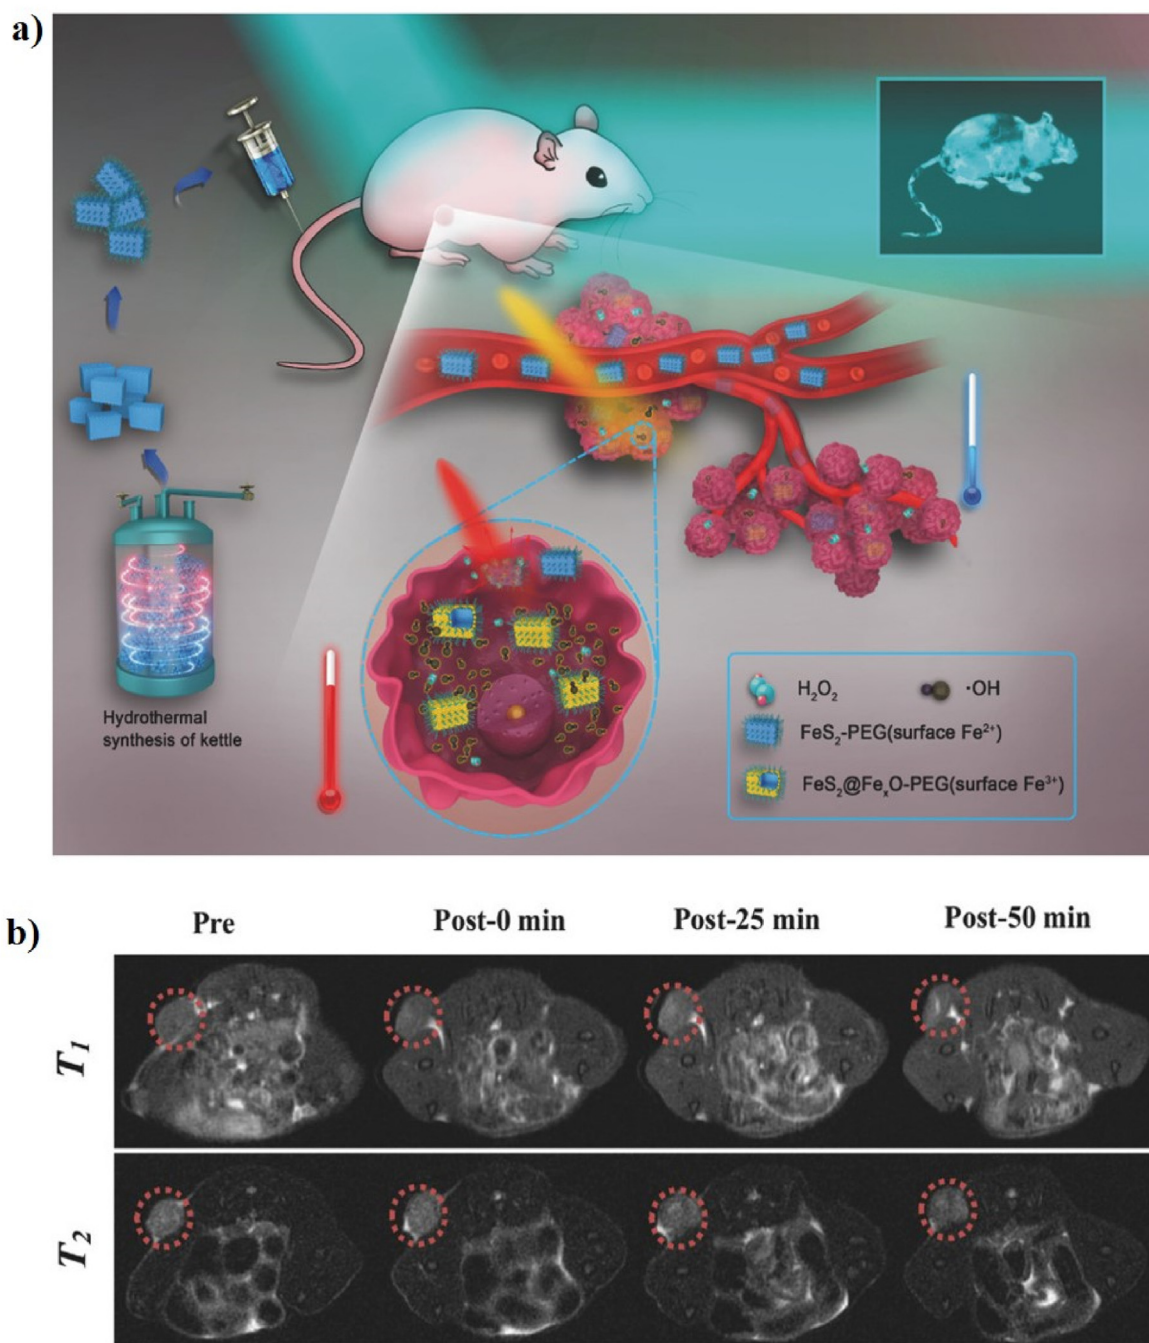 a)
Hydrothermal
synthesis of kettle
H₂O₂
·OH
FeS₂-PEG(surface Fe²⁺)
FeS₂@FeₓO-PEG(surface Fe³⁺)
b)
Pre Post-0 min Post-25 min Post-50 min
T₁
T₂